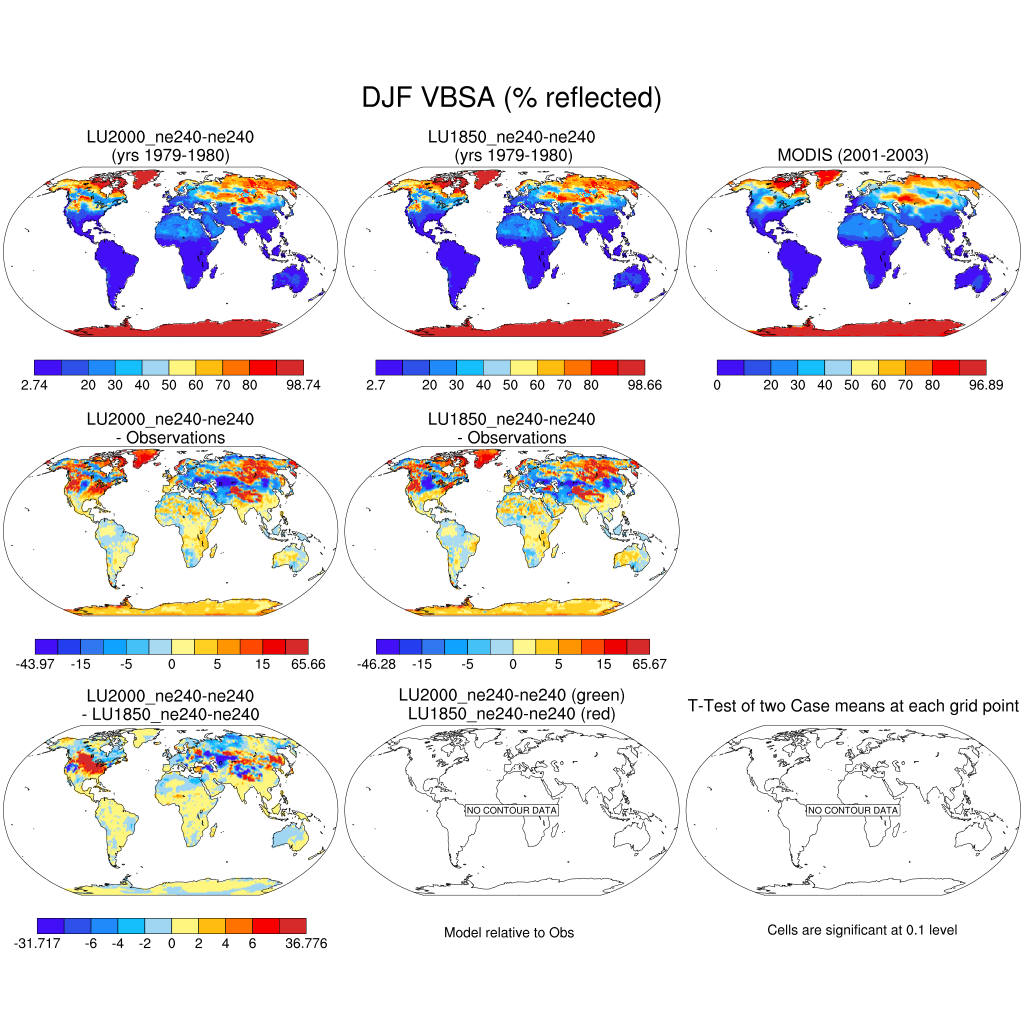 DJF VBSA (% reflected)
LU2000_ne240-ne240
(yrs 1979-1980)
LU1850_ne240-ne240
(yrs 1979-1980)
MODIS (2001-2003)
2.74 20 30 40 50 60 70 80 98.74
2.7 20 30 40 50 60 70 80 98.66
0 20 30 40 50 60 70 80 96.89
LU2000_ne240-ne240
- Observations
LU1850_ne240-ne240
- Observations
-43.97 -15 -5 0 5 15 65.66
-46.28 -15 -5 0 5 15 65.67
LU2000_ne240-ne240
- LU1850_ne240-ne240
LU2000_ne240-ne240 (green)
LU1850_ne240-ne240 (red)
T-Test of two Case means at each grid point
NO CONTOUR DATA
NO CONTOUR DATA
-31.717 -6 -4 -2 0 2 4 6 36.776
Model relative to Obs
Cells are significant at 0.1 level